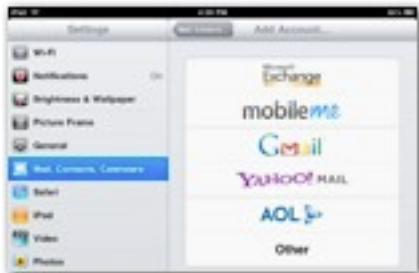 iPad
Settings
Add Account...
Wi-Fi
Notifications
On
Brightness & Wallpaper
Picture Frame
General
Mail, Contacts, Calendars
Safari
iPod
Video
Photos
Microsoft
Exchange
mobileme
Gmail
YAHOO! MAIL
AOL
Other